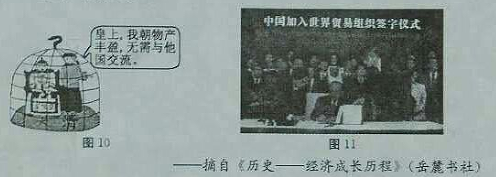 皇上,我朝物产
丰盈,无需与他
国交流。
中国加入世界贸易组织签字仪式
图10
图11
——摘自《历史——经济成长历程》(岳麓书社)